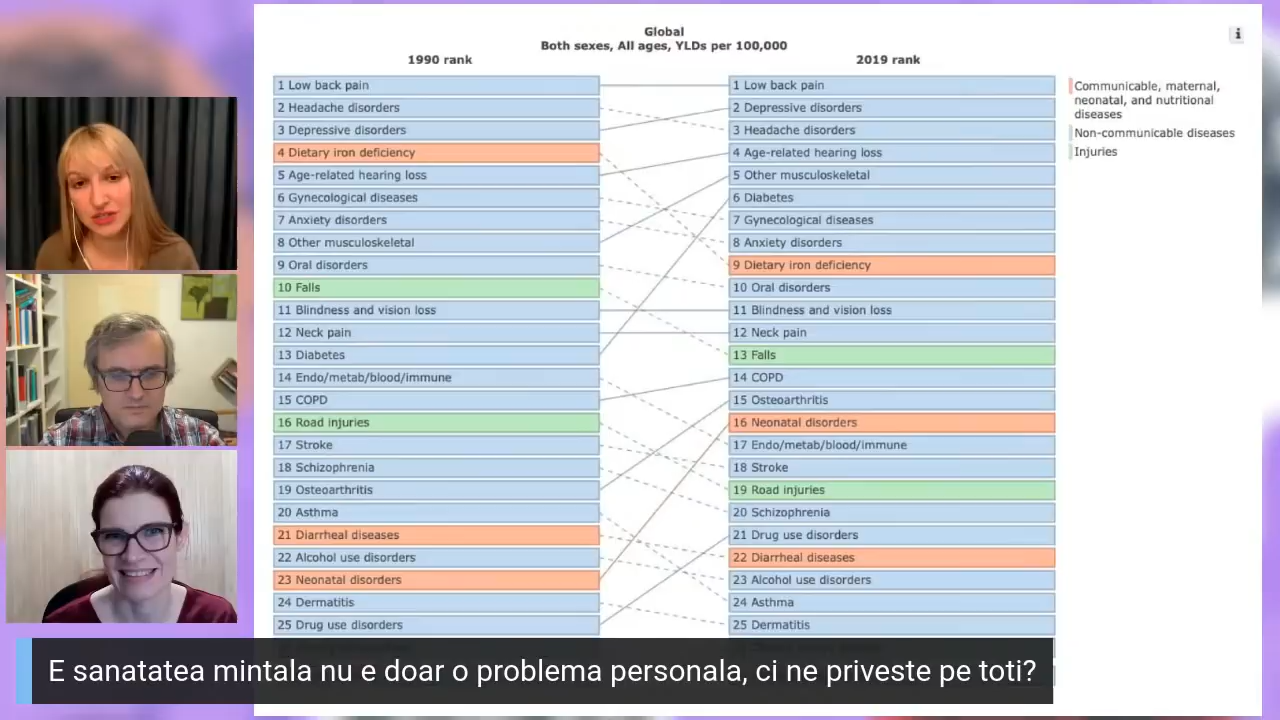 Global
Both sexes, All ages, YLDs per 100,000
1990 rank
2019 rank
1 Low back pain
2 Headache disorders
3 Depressive disorders
4 Dietary iron deficiency
5 Age-related hearing loss
6 Gynecological diseases
7 Anxiety disorders
8 Other musculoskeletal
9 Oral disorders
10 Falls
11 Blindness and vision loss
12 Neck pain
13 Diabetes
14 Endo/metab/blood/immune
15 COPD
16 Road injuries
17 Stroke
18 Schizophrenia
19 Osteoarthritis
20 Asthma
21 Diarrheal diseases
22 Alcohol use disorders
23 Neonatal disorders
24 Dermatitis
25 Drug use disorders
1 Low back pain
2 Depressive disorders
3 Headache disorders
4 Age-related hearing loss
5 Other musculoskeletal
6 Diabetes
7 Gynecological diseases
8 Anxiety disorders
9 Dietary iron deficiency
10 Oral disorders
11 Blindness and vision loss
12 Neck pain
13 Falls
14 COPD
15 Osteoarthritis
16 Neonatal disorders
17 Endo/metab/blood/immune
18 Stroke
19 Road injuries
20 Schizophrenia
21 Drug use disorders
22 Diarrheal diseases
23 Alcohol use disorders
24 Asthma
25 Dermatitis
i
Communicable, maternal,
neonatal, and nutritional
diseases
Non-communicable diseases
Injuries
E sanatatea mintala nu e doar o problema personala, ci ne priveste pe toti?